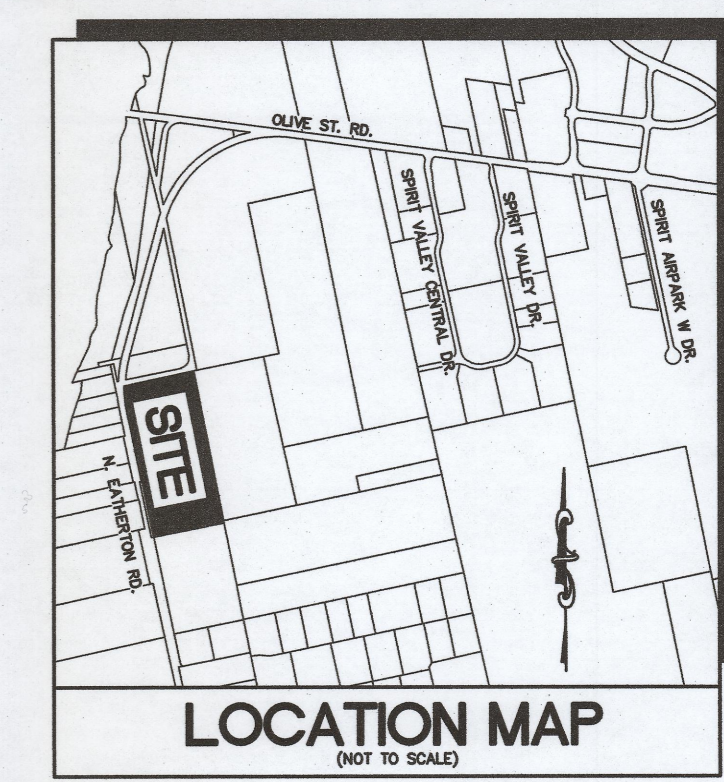 OLIVE ST. RD.
SPIRIT VALLEY CENTRAL DR.
SPIRIT VALLEY DR.
SPIRIT AIRPARK W DR.
SITE
N. EATHERTON RD.
LOCATION MAP
(NOT TO SCALE)